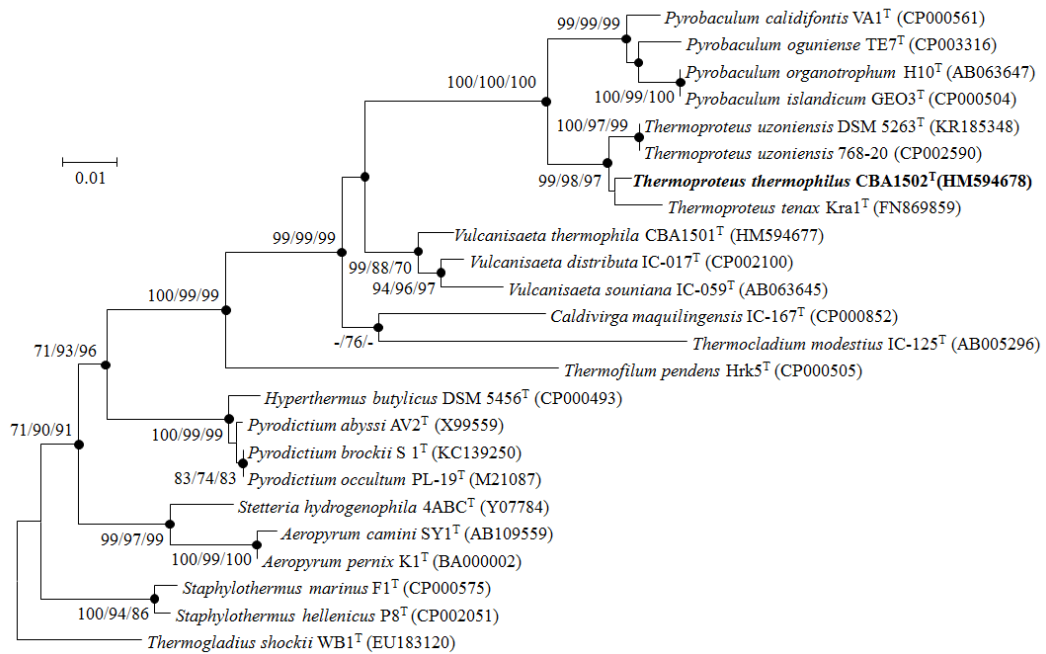 99/99/99
Pyrobaculum calidifontis VA1T (CP000561)
Pyrobaculum oguniense TE7T (CP003316)
Pyrobaculum organotrophum H10T (AB063647)
100/100/100
100/99/100
Pyrobaculum islandicum GEO3T (CP000504)
100/97/99
Thermoproteus uzoniensis DSM 5263T (KR185348)
Thermoproteus uzoniensis 768-20 (CP002590)
0.01
99/98/97
Thermoproteus thermophilus CBA1502T(HM594678)
Thermoproteus tenax Kra1T (FN869859)
99/99/99
Vulcanisaeta thermophila CBA1501T (HM594677)
99/88/70
Vulcanisaeta distributa IC-017T (CP002100)
94/96/97
Vulcanisaeta souniana IC-059T (AB063645)
100/99/99
Caldivirga maquilingensis IC-167T (CP000852)
-/76/-
Thermocladium modestius IC-125T (AB005296)
71/93/96
Thermofilum pendens Hrk5T (CP000505)
Hyperthermus butylicus DSM 5456T (CP000493)
71/90/91
100/99/99
Pyrodictium abyssi AV2T (X99559)
Pyrodictium brockii S 1T (KC139250)
83/74/83
Pyrodictium occultum PL-19T (M21087)
Stetteria hydrogenophila 4ABCT (Y07784)
99/97/99
Aeropyrum camini SY1T (AB109559)
100/99/100
Aeropyrum pernix K1T (BA000002)
Staphylothermus marinus F1T (CP000575)
100/94/86
Staphylothermus hellenicus P8T (CP002051)
Thermogladius shockii WB1T (EU183120)